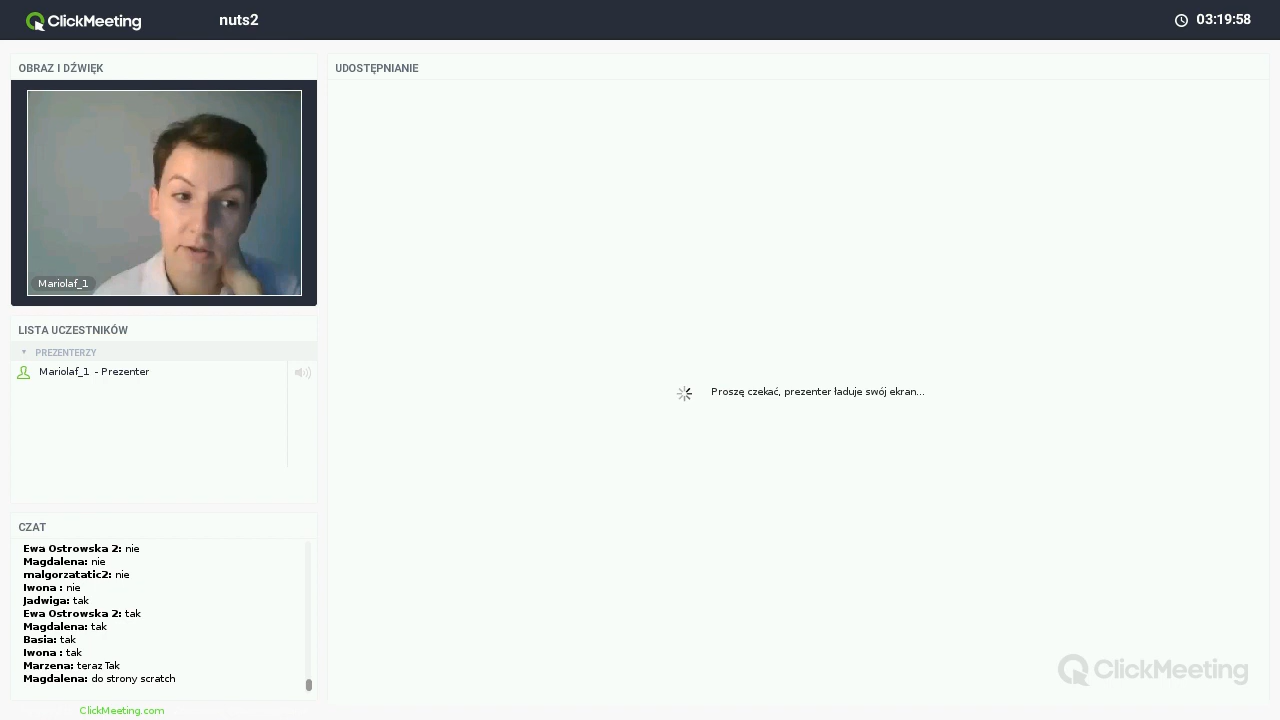 ClickMeeting
nuts2
03:19:58
OBRAZ I DŹWIĘK
Mariolaf_1
LISTA UCZESTNIKÓW
PREZENTERZY
Mariolaf_1 - Prezenter
CZAT
Ewa Ostrowska 2: nie
Magdalena: nie
malgorzatatic2: nie
Iwona : nie
Jadwiga: tak
Ewa Ostrowska 2: tak
Magdalena: tak
Basia: tak
Iwona : tak
Marzena: teraz Tak
Magdalena: do strony scratch
ClickMeeting.com
UDOSTĘPNIANIE
Proszę czekać, prezenter ładuje swój ekran...
ClickMeeting